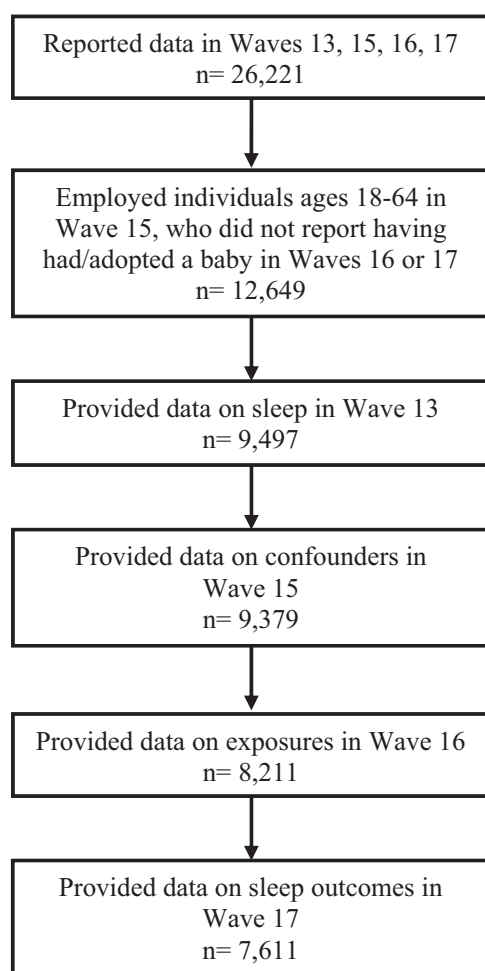 Reported data in Waves 13, 15, 16, 17
n= 26,221
Employed individuals ages 18-64 in
Wave 15, who did not report having
had/adopted a baby in Waves 16 or 17
n= 12,649
Provided data on sleep in Wave 13
n= 9,497
Provided data on confounders in
Wave 15
n= 9,379
Provided data on exposures in Wave 16
n= 8,211
Provided data on sleep outcomes in
Wave 17
n= 7,611